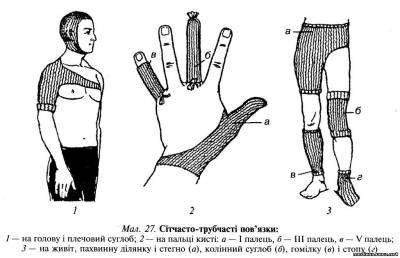 в
б
а
а
б
в
г
1
2
3
Мал. 27. Сітчасто-трубчасті пов'язки:
1 — на голову і плечовий суглоб; 2 — на пальці кисті: а — I палець, б — III палець, в — V палець;
3 — на живіт, пахвинну ділянку і стегно (а), колінний суглоб (б), гомілку (в) і стопу (г)